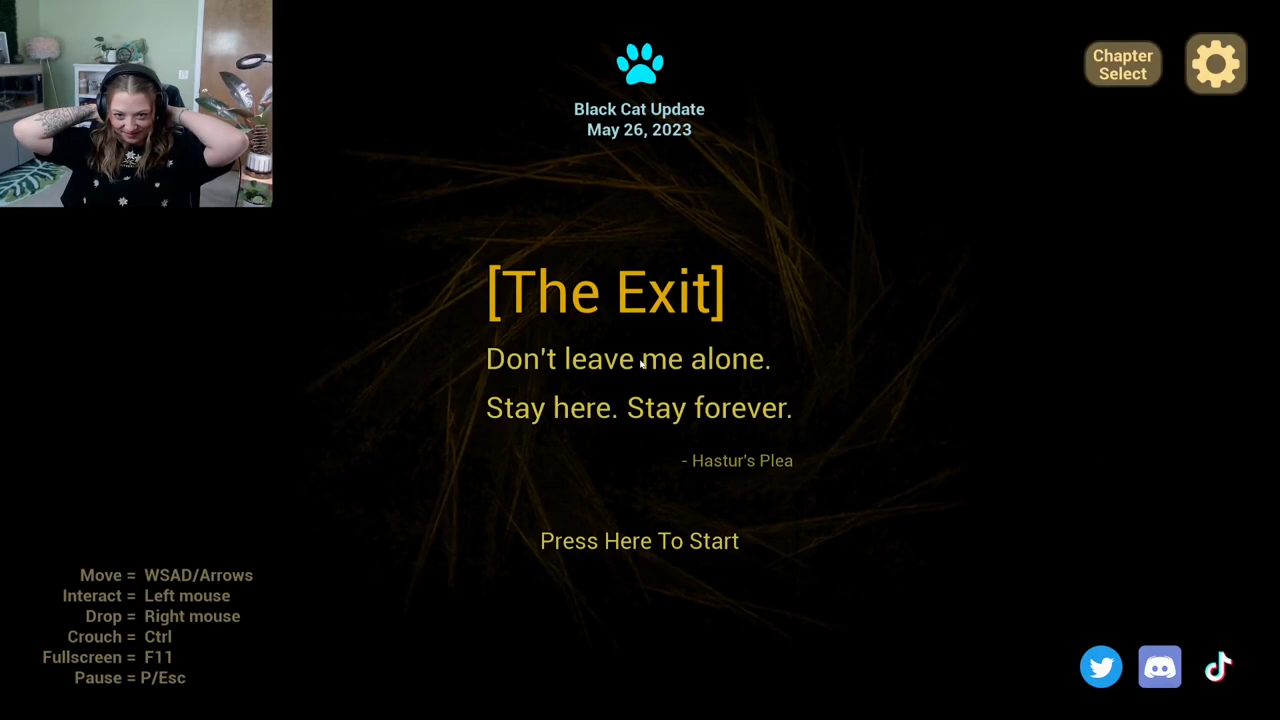 Black Cat Update
May 26, 2023
Chapter
Select
[The Exit]
Don't leave me alone.
Stay here. Stay forever.
- Hastur's Plea
Press Here To Start
Move = WSAD/Arrows
Interact = Left mouse
Drop = Right mouse
Crouch = Ctrl
Fullscreen = F11
Pause = P/Esc